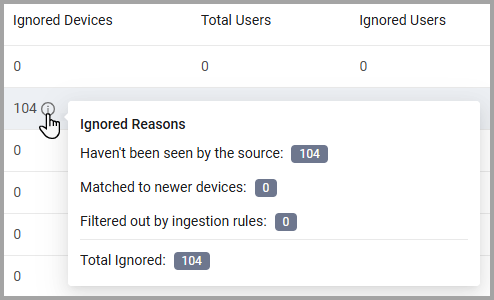 Ignored Devices Total Users Ignored Users
0 0 0
104
Ignored Reasons
Haven't been seen by the source: 104
0
Matched to newer devices: 0
0
Filtered out by ingestion rules: 0
0
Total Ignored: 104
0